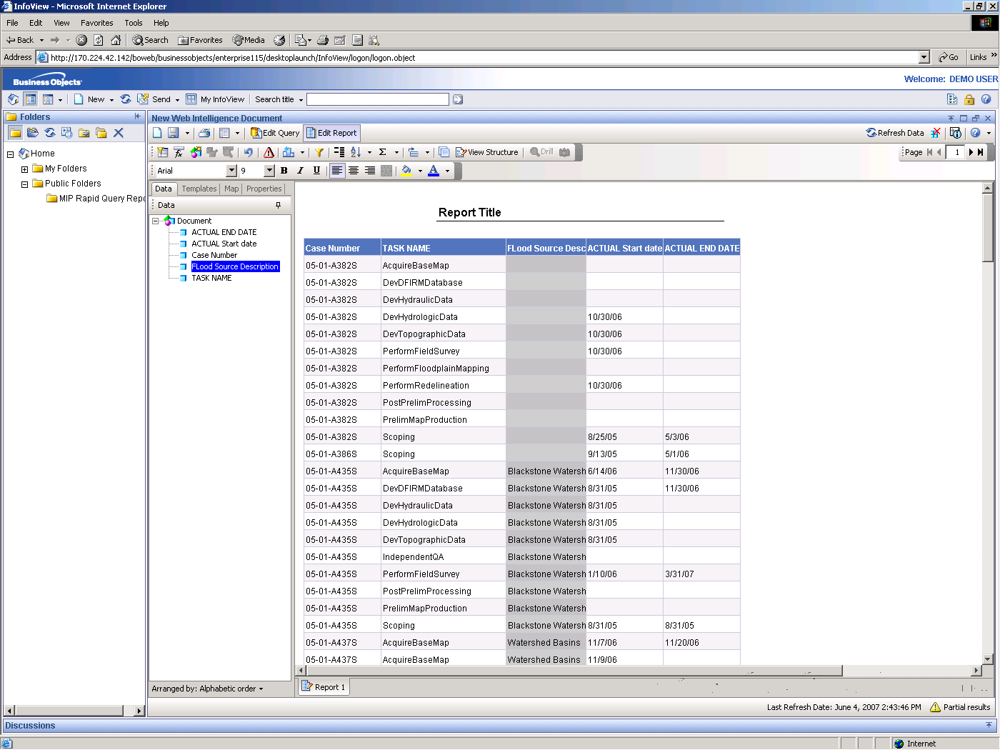 InfoView - Microsoft Internet Explorer
File Edit View Favorites Tools Help
Back Search Favorites Media
Address http://170.224.42.142/boweb/businessobjects/enterprise115/desktoplaunch/InfoView/logon/logon.object Go Links »
Business Objects Welcome: DEMO USER
New Send My InfoView Search title
Folders
New Web Intelligence Document
Edit Query Edit Report Refresh Data
View Structure Drill Page 1
Arial 9 B I U A
Home
My Folders
Public Folders
MIP Rapid Query Repo
Data Templates Map Properties
Data
Document
ACTUAL END DATE
ACTUAL Start date
Case Number
FLood Source Description
TASK NAME
Arranged by: Alphabetic order
Report Title
Case Number TASK NAME FLood Source Desc ACTUAL Start date ACTUAL END DATE
05-01-A382S AcquireBaseMap
05-01-A382S DevDFIRMDatabase
05-01-A382S DevHydraulicData
05-01-A382S DevHydrologicData 10/30/06
05-01-A382S DevTopographicData 10/30/06
05-01-A382S PerformFieldSurvey 10/30/06
05-01-A382S PerformFloodplainMapping
05-01-A382S PerformRedelineation 10/30/06
05-01-A382S PostPrelimProcessing
05-01-A382S PrelimMapProduction
05-01-A382S Scoping 8/25/05 5/3/06
05-01-A386S Scoping 9/13/05 5/1/06
05-01-A435S AcquireBaseMap Blackstone Watersh 6/14/06 11/30/06
05-01-A435S DevDFIRMDatabase Blackstone Watersh 8/31/05 11/30/06
05-01-A435S DevHydraulicData Blackstone Watersh 8/31/05
05-01-A435S DevHydrologicData Blackstone Watersh 8/31/05
05-01-A435S DevTopographicData Blackstone Watersh 8/31/05
05-01-A435S IndependentQA Blackstone Watersh
05-01-A435S PerformFieldSurvey Blackstone Watersh 1/10/06 3/31/07
05-01-A435S PostPrelimProcessing Blackstone Watersh
05-01-A435S PrelimMapProduction Blackstone Watersh
05-01-A435S Scoping Blackstone Watersh 8/31/05 8/31/05
05-01-A437S AcquireBaseMap Watershed Basins 11/7/06 11/20/06
05-01-A437S AcquireBaseMap Watershed Basins 11/9/06
Report 1
Last Refresh Date: June 4, 2007 2:43:46 PM Partial results
Discussions
Internet